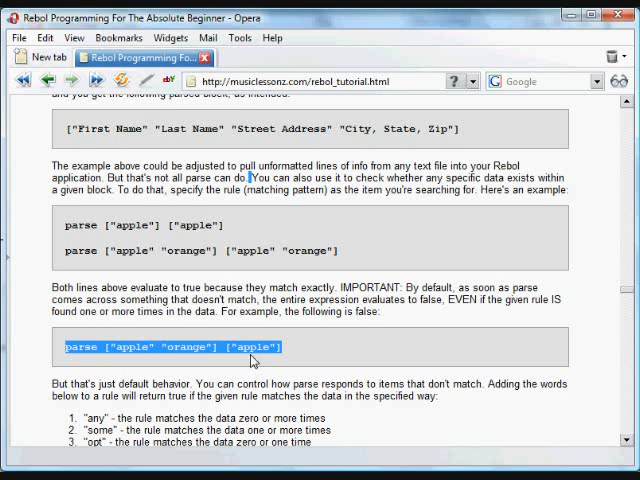 Rebol Programming For The Absolute Beginner - Opera
File Edit View Bookmarks Widgets Mail Tools Help
New tab Rebol Programming Fo...
http://musiclessonz.com/rebol_tutorial.html ? Google
and you get the following parsed block, as intended:
["First Name" "Last Name" "Street Address" "City, State, Zip"]
The example above could be adjusted to pull unformatted lines of info from any text file into your Rebol
application. But that's not all parse can do. You can also use it to check whether any specific data exists within
a given block. To do that, specify the rule (matching pattern) as the item you're searching for. Here's an example:
parse ["apple"] ["apple"]
parse ["apple" "orange"] ["apple" "orange"]
Both lines above evaluate to true because they match exactly. IMPORTANT: By default, as soon as parse
comes across something that doesn't match, the entire expression evaluates to false, EVEN if the given rule IS
found one or more times in the data. For example, the following is false:
parse ["apple" "orange"] ["apple"]
But that's just default behavior. You can control how parse responds to items that don't match. Adding the words
below to a rule will return true if the given rule matches the data in the specified way:
1. "any" - the rule matches the data zero or more times
2. "some" - the rule matches the data one or more times
3. "opt" - the rule matches the data zero or one time